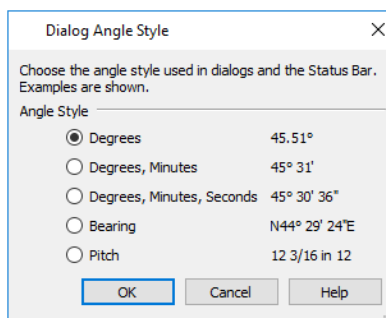 Dialog Angle Style
Choose the angle style used in dialogs and the Status Bar.
Examples are shown.
Angle Style
Degrees 45.51°
Degrees, Minutes 45° 31'
Degrees, Minutes, Seconds 45° 30' 36"
Bearing N44° 29' 24"E
Pitch 12 3/16 in 12
OK Cancel Help